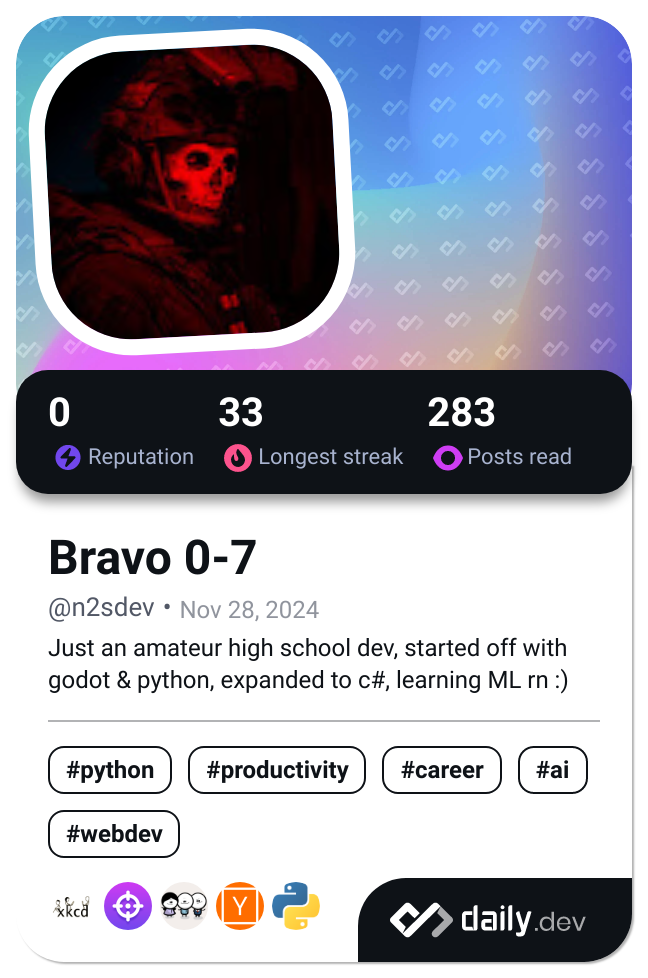 0 33 283
Reputation Longest streak Posts read
Bravo 0-7
@n2sdev • Nov 28, 2024
Just an amateur high school dev, started off with
godot & python, expanded to c#, learning ML rn :)
#python #productivity #career #ai
#webdev
xkcd Y daily.dev